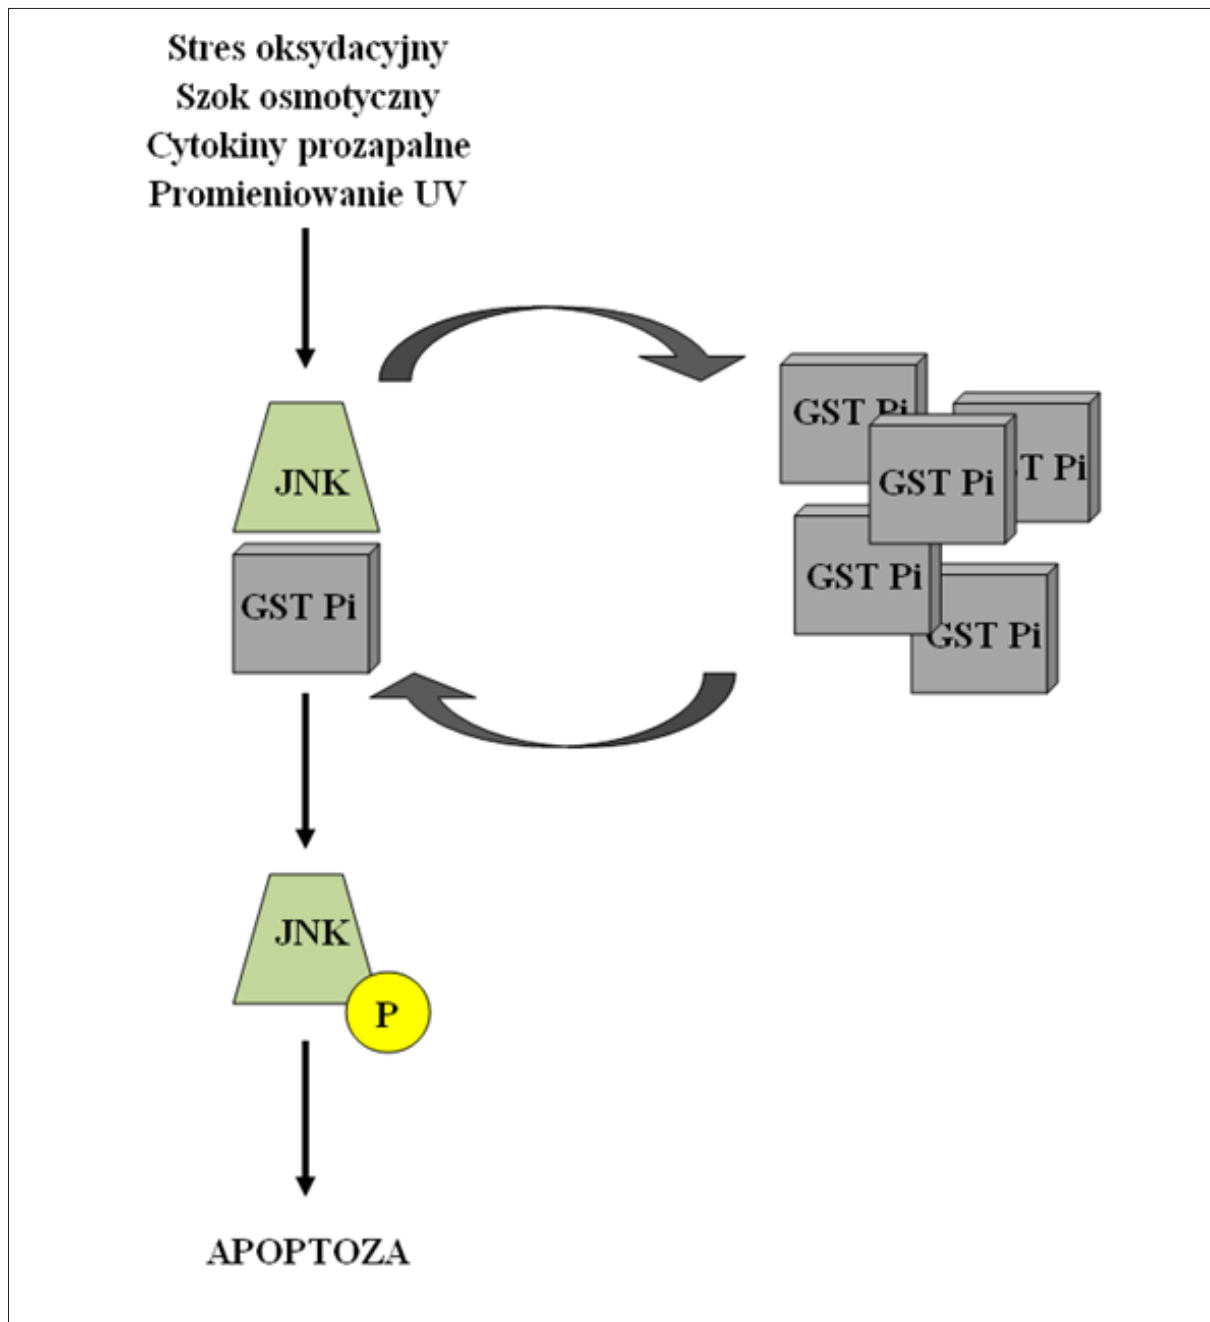 Stres oksydacyjny
Szok osmotyczny
Cytokiny prozapalne
Promieniowanie UV
JNK
GST Pi
GST Pi
T Pi
GST Pi
GST Pi
GST Pi
JNK
P
APOPTOZA